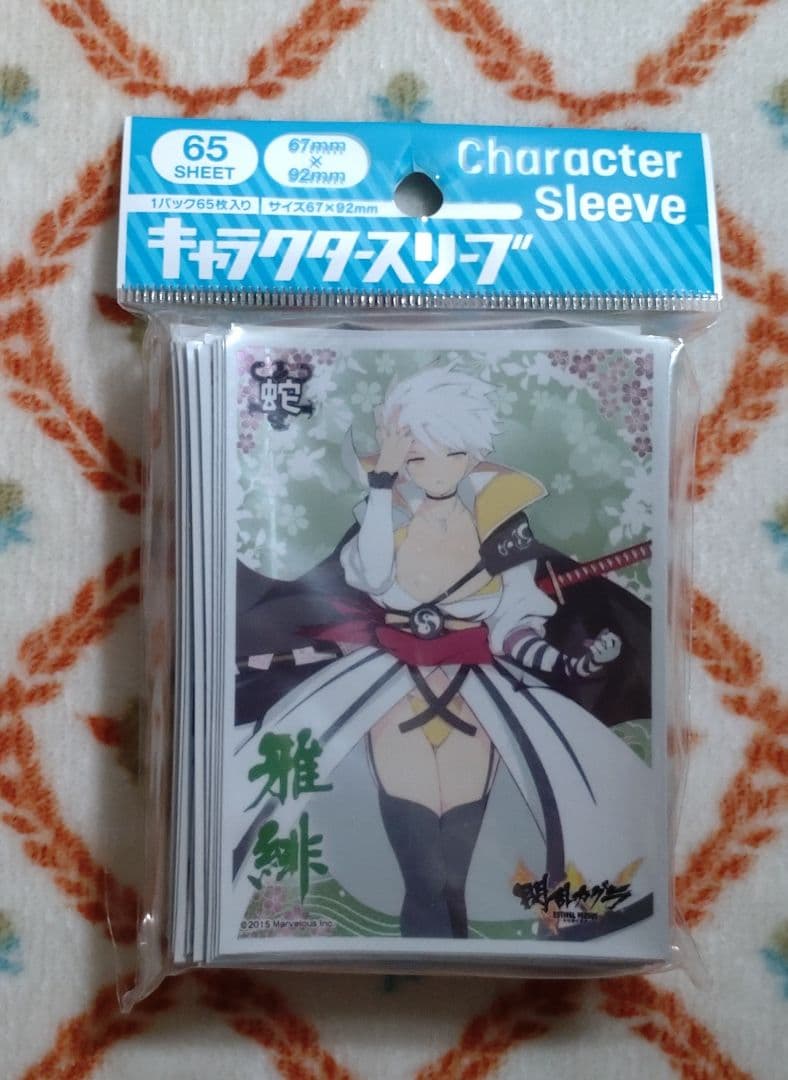 65
SHEET
67mm
×
92mm
Character
Sleeve
1パック65枚入り
サイズ67×92mm
キャラクタースリーブ
蛇
雅緋
閃乱カグラ
©2015 Marvelous Inc.